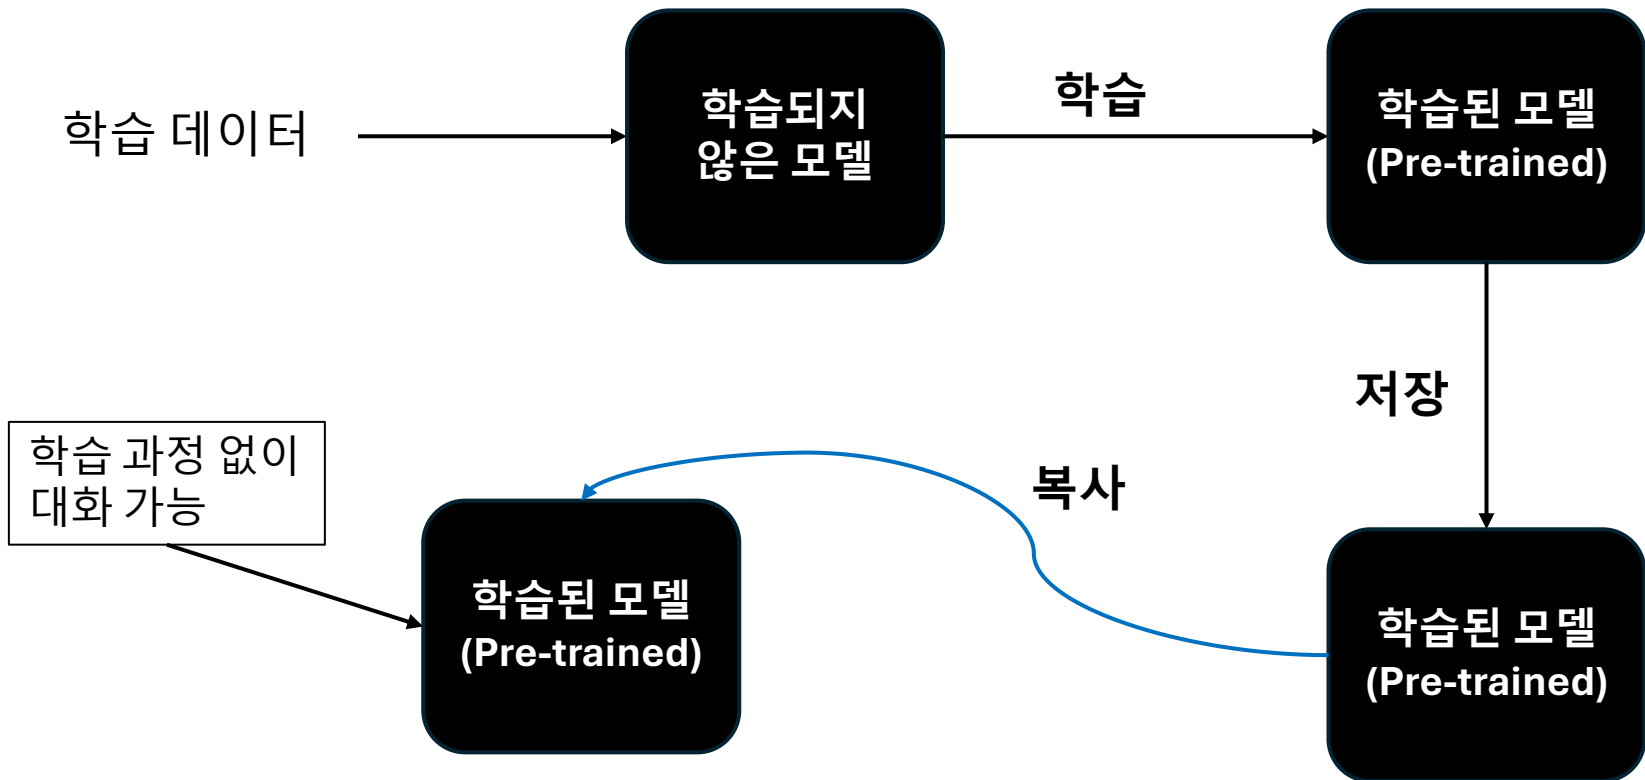 학습 데이터
학습되지
않은 모델
학습
학습된 모델
(Pre-trained)
저장
학습 과정 없이
대화 가능
복사
학습된 모델
(Pre-trained)
학습된 모델
(Pre-trained)